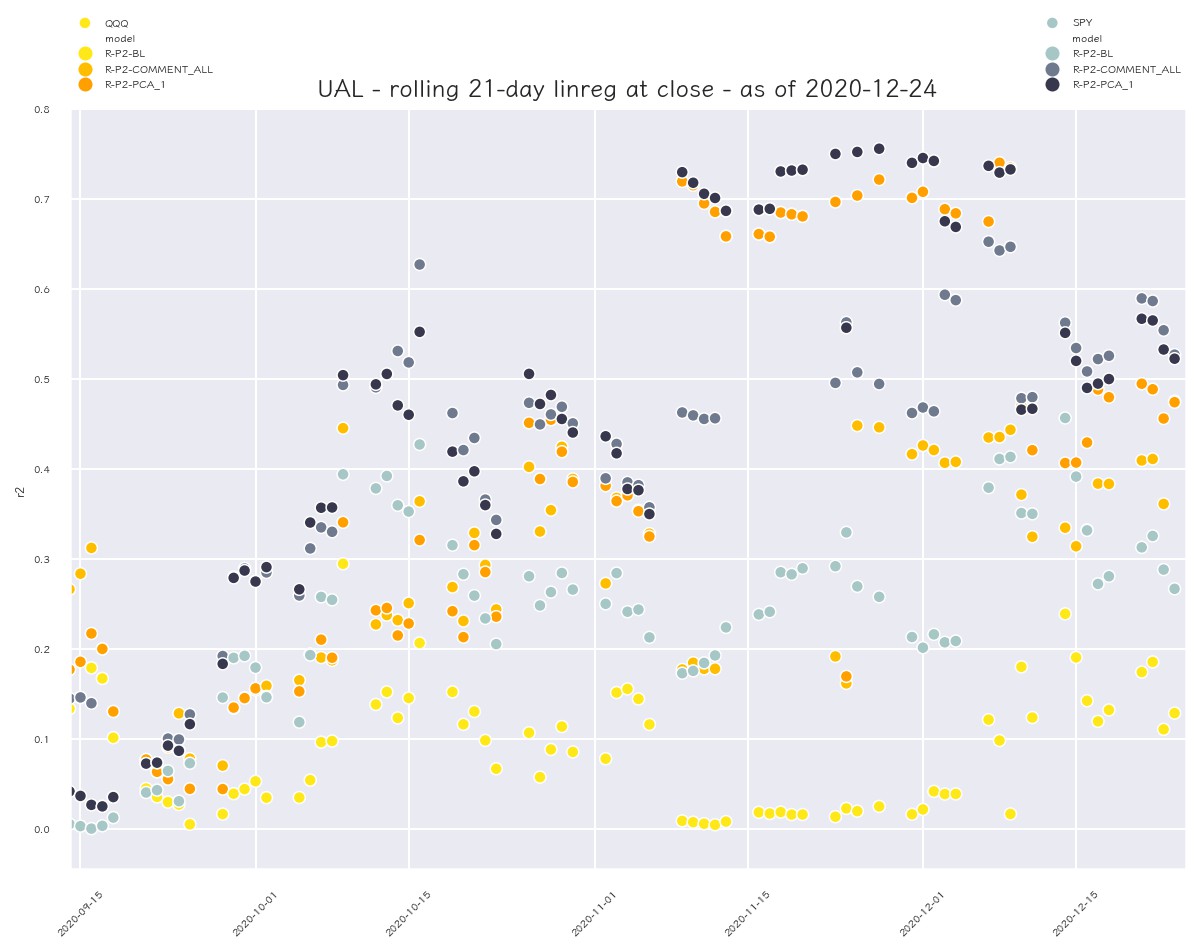 QQQ
model
R-P2-BL
R-P2-COMMENT_ALL
R-P2-PCA_1
SPY
model
R-P2-BL
R-P2-COMMENT_ALL
R-P2-PCA_1
UAL - rolling 21-day linreg at close - as of 2020-12-24
0.8
0.7
0.6
0.5
0.4
0.3
0.2
0.1
0.0
r2
2020-09-15
2020-10-01
2020-10-15
2020-11-01
2020-11-15
2020-12-01
2020-12-15